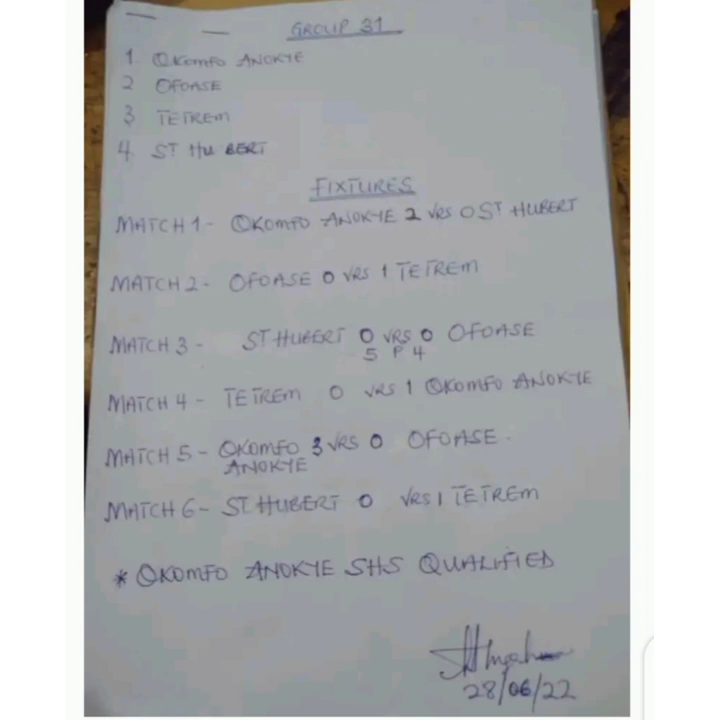 GROUP 31
1 OKOMFO ANOKYE
2 OFOASE
3 TETREM
4 ST HUBERT
FIXTURES
MATCH 1- OKOMFO ANOKYE 2 VRS 0 ST HUBERT
MATCH 2- OFOASE 0 VRS 1 TETREM
MATCH 3 - ST HUBERT 0 VRS 0 OFOASE
5 P 4
MATCH 4 - TETREM 0 VRS 1 OKOMFO ANOKYE
MATCH 5 - OKOMFO 3 VRS 0 OFOASE.
ANOKYE
MATCH 6- ST HUBERT 0 VRS 1 TETREM
* OKOMFO ANOKYE SHS QUALIFIED
28/06/22